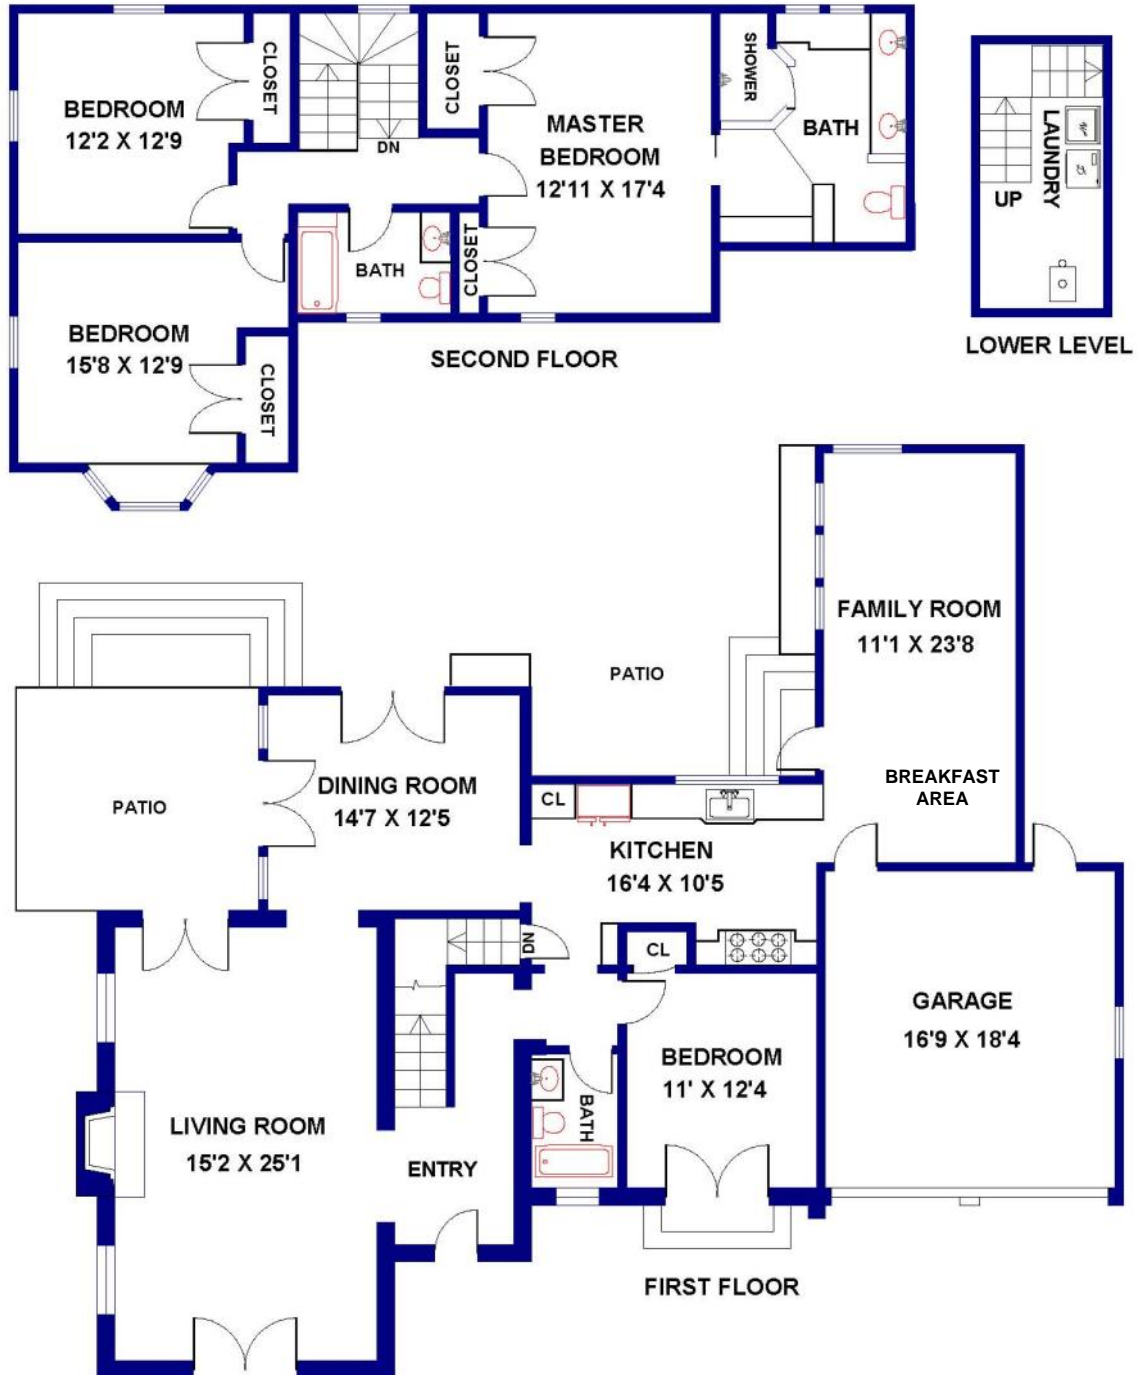 BEDROOM
12'2 X 12'9
CLOSET
CLOSET
DN
MASTER
BEDROOM
12'11 X 17'4
SHOWER
BATH
BATH
CLOSET
BEDROOM
15'8 X 12'9
CLOSET
SECOND FLOOR
LAUNDRY
W
D
UP
LOWER LEVEL
FAMILY ROOM
11'1 X 23'8
PATIO
BREAKFAST
AREA
PATIO
DINING ROOM
14'7 X 12'5
CL
KITCHEN
16'4 X 10'5
DN
CL
GARAGE
16'9 X 18'4
BEDROOM
11' X 12'4
BATH
LIVING ROOM
15'2 X 25'1
ENTRY
FIRST FLOOR